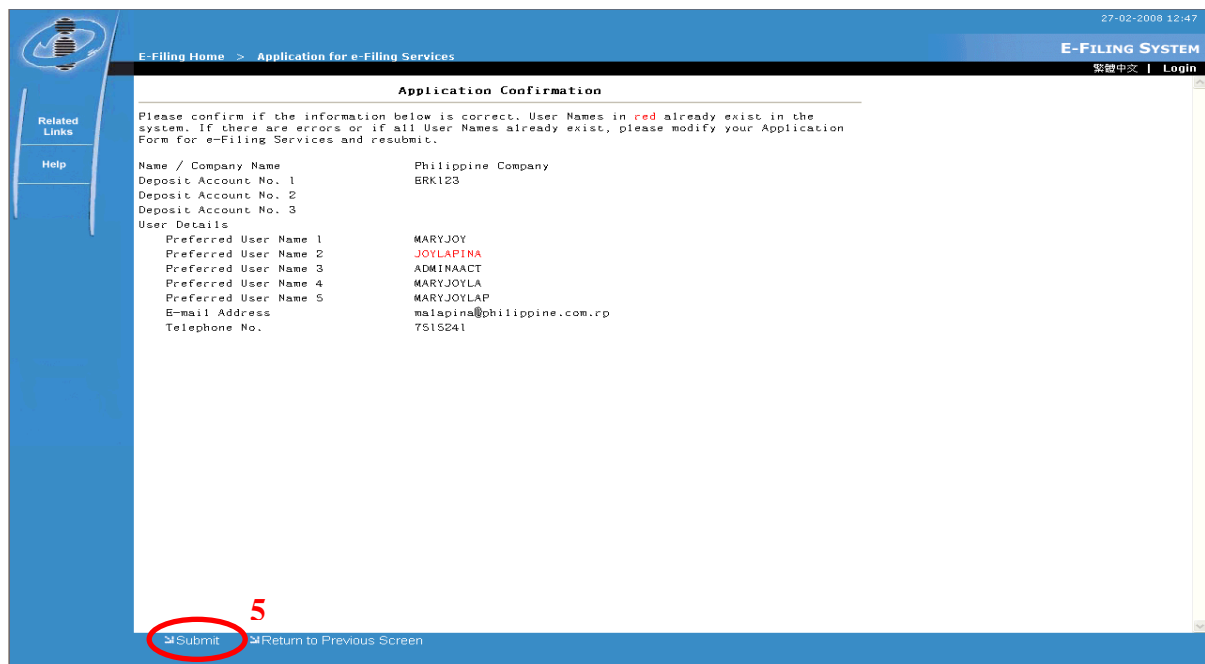 27-02-2008 12:47
E-Filing Home > Application for e-Filing Services
E-FILING SYSTEM
繁體中文 | Login
Related Links
Help
Application Confirmation
Please confirm if the information below is correct. User Names in red already exist in the
system. If there are errors or if all User Names already exist, please modify your Application
Form for e-Filing Services and resubmit.
Name / Company Name Philippine Company
Deposit Account No. 1 ERK123
Deposit Account No. 2
Deposit Account No. 3
User Details
Preferred User Name 1 MARYJOY
Preferred User Name 2 JOYLAPINA
Preferred User Name 3 ADMINAACT
Preferred User Name 4 MARYJOYLA
Preferred User Name 5 MARYJOYLAP
E-mail Address malapina@philippine.com.rp
Telephone No. 7515241
5
Submit Return to Previous Screen